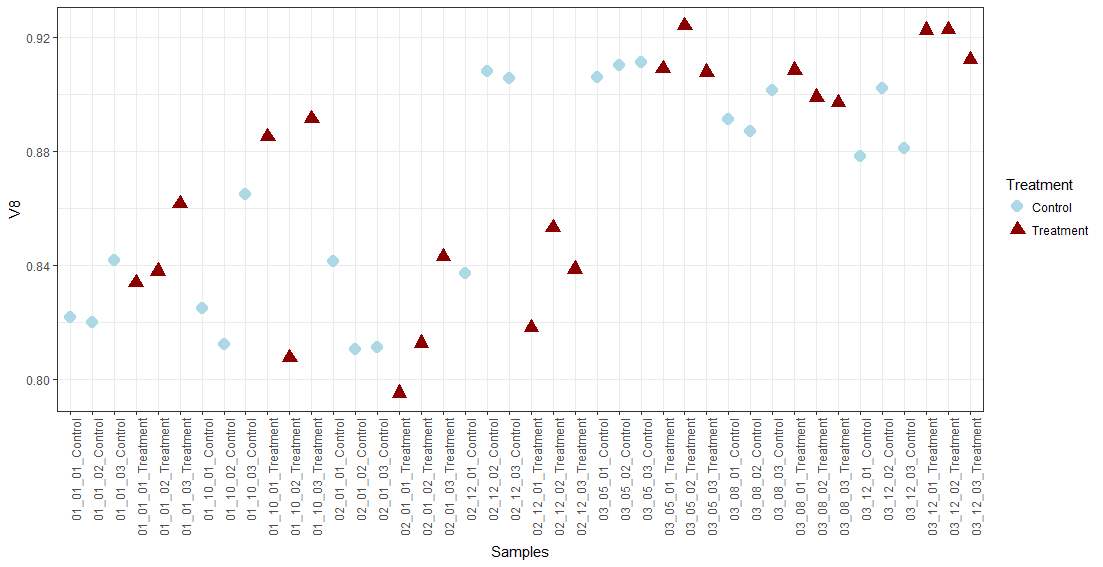 0.92
0.88
0.84
0.80
V8
01_01_01_Control
01_01_02_Control
01_01_03_Control
01_01_01_Treatment
01_01_02_Treatment
01_01_03_Treatment
01_10_01_Control
01_10_02_Control
01_10_03_Control
01_10_01_Treatment
01_10_02_Treatment
01_10_03_Treatment
02_01_01_Control
02_01_02_Control
02_01_03_Control
02_01_01_Treatment
02_01_02_Treatment
02_01_03_Treatment
02_12_01_Control
02_12_02_Control
02_12_03_Control
02_12_01_Treatment
02_12_02_Treatment
02_12_03_Treatment
03_05_01_Control
03_05_02_Control
03_05_03_Control
03_05_01_Treatment
03_05_02_Treatment
03_05_03_Treatment
03_08_01_Control
03_08_02_Control
03_08_03_Control
03_08_01_Treatment
03_08_02_Treatment
03_08_03_Treatment
03_12_01_Control
03_12_02_Control
03_12_03_Control
03_12_01_Treatment
03_12_02_Treatment
03_12_03_Treatment
Samples
Treatment
Control
Treatment